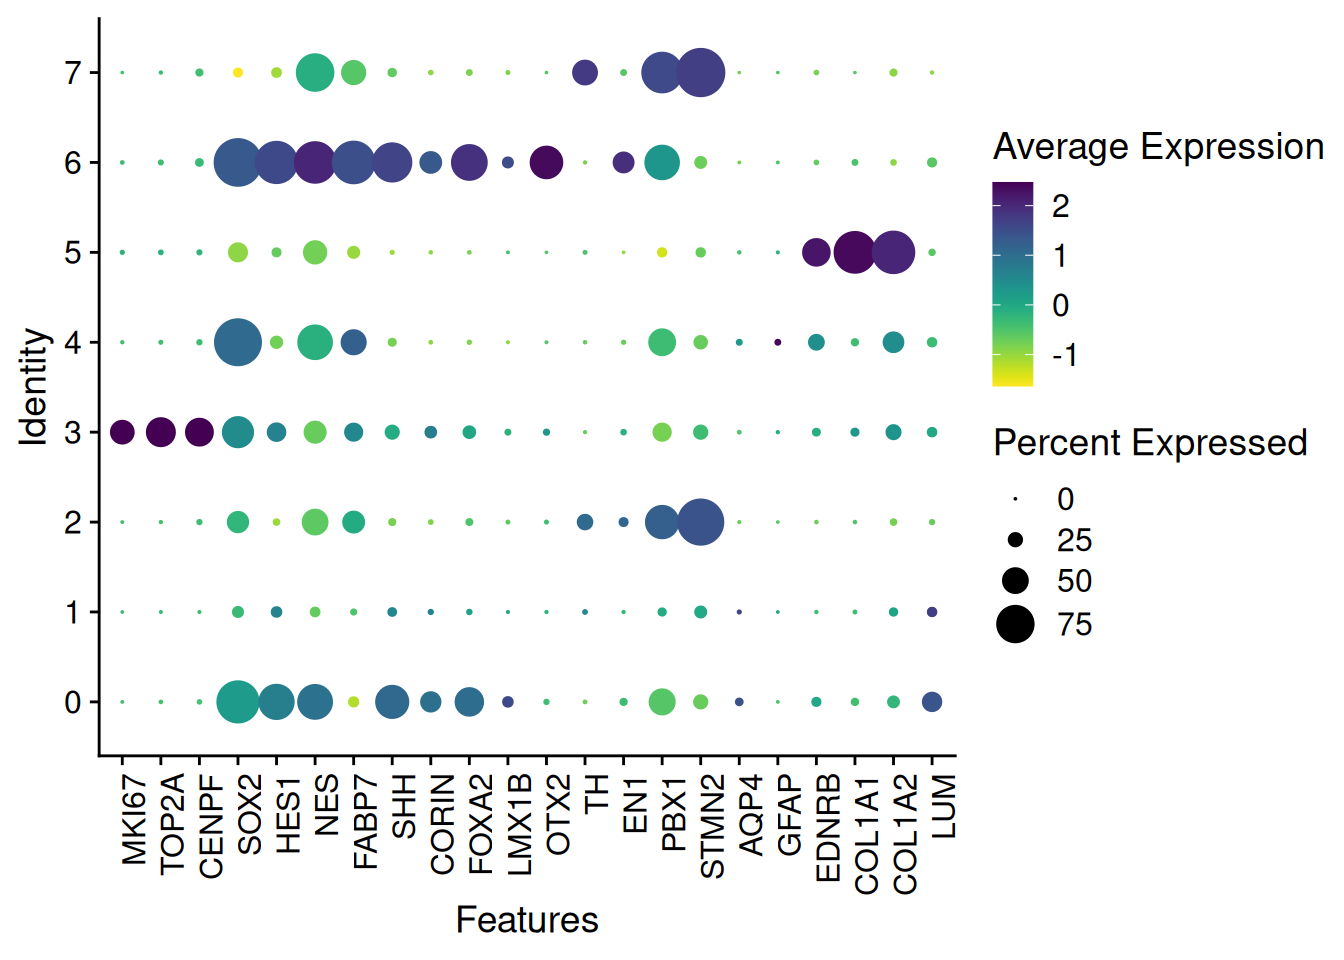 7
6
5
4
3
2
1
0
Identity
MKI67
TOP2A
CENPF
SOX2
HES1
NES
FABP7
SHH
CORIN
FOXA2
LMX1B
OTX2
TH
EN1
PBX1
STMN2
AQP4
GFAP
EDNRB
COL1A1
COL1A2
LUM
Features
Average Expression
2
1
0
-1
Percent Expressed
0
25
50
75